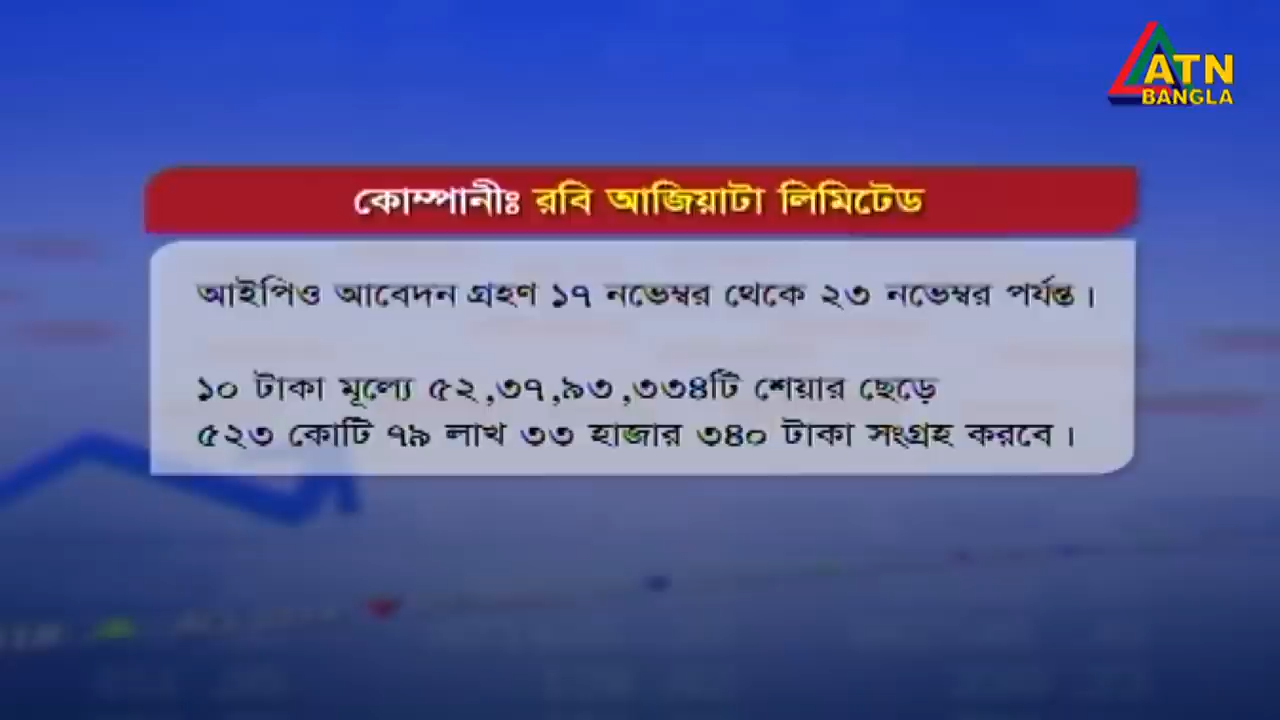 ATN
BANGLA
কোম্পানীঃ রবি আজিয়াটা লিমিটেড
আইপিও আবেদন গ্রহণ ১৭ নভেম্বর থেকে ২৩ নভেম্বর পর্যন্ত।
১০ টাকা মূল্যে ৫২,৩৭,৯৩,৩৩৪টি শেয়ার ছেড়ে
৫২৩ কোটি ৭৯ লাখ ৩৩ হাজার ৩৪০ টাকা সংগ্রহ করবে।